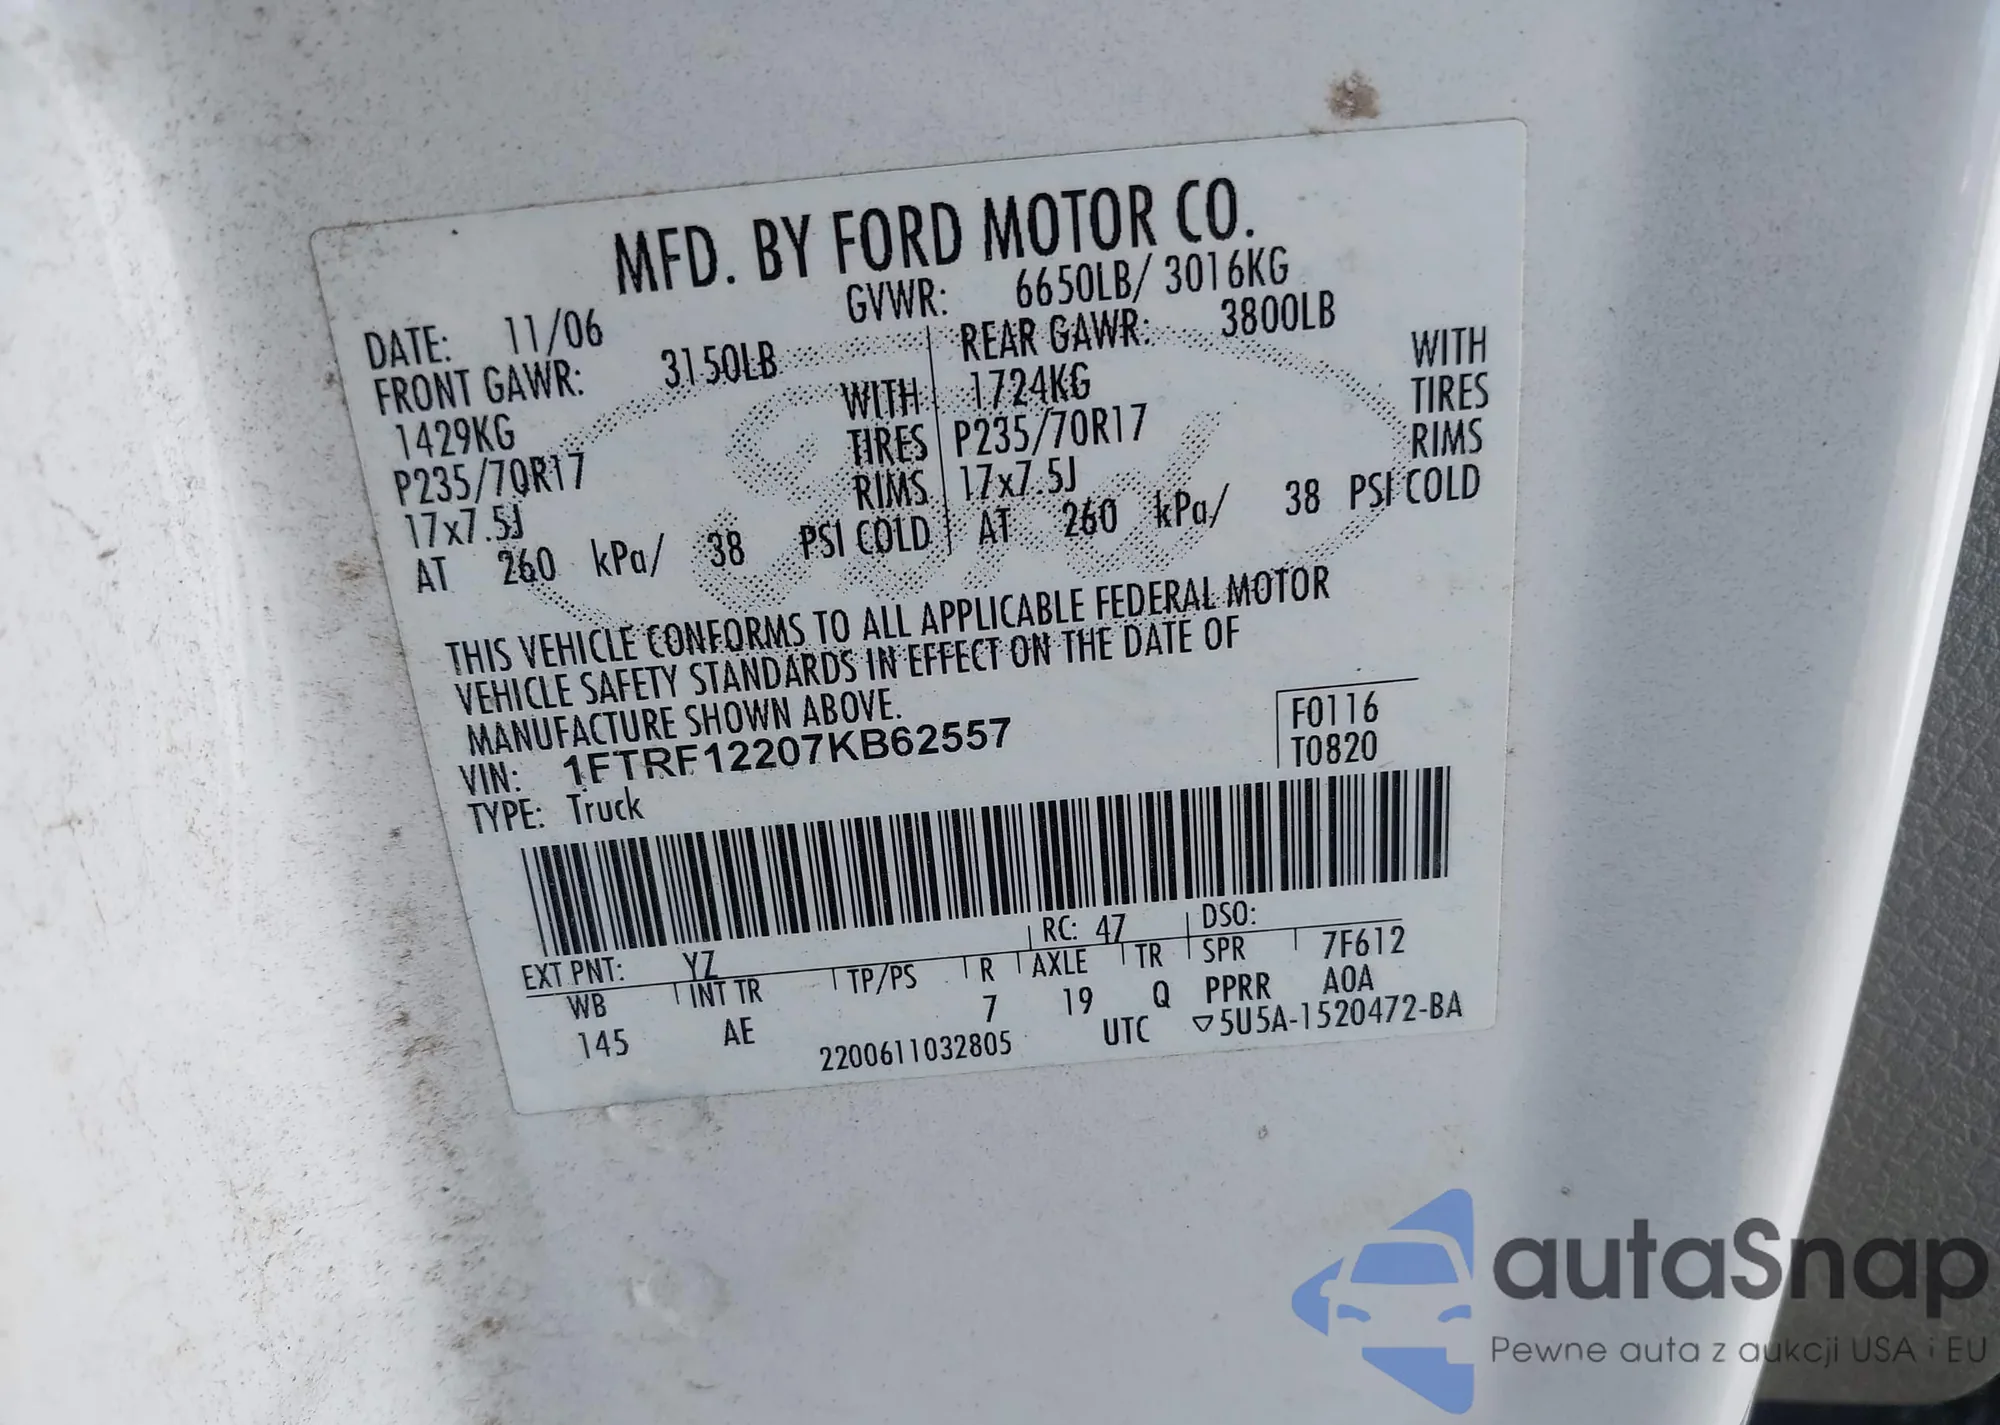 MFD. BY FORD MOTOR CO.
DATE: 11/06 GVWR: 6650LB/ 3016KG
FRONT GAWR: 3150LB REAR GAWR: 3800LB
1429KG WITH 1724KG WITH
P235/70R17 TIRES P235/70R17 TIRES
17x7.5J RIMS 17x7.5J RIMS
AT 260 kPa/ 38 PSI COLD AT 260 kPa/ 38 PSI COLD
THIS VEHICLE CONFORMS TO ALL APPLICABLE FEDERAL MOTOR
VEHICLE SAFETY STANDARDS IN EFFECT ON THE DATE OF
MANUFACTURE SHOWN ABOVE.
VIN: 1FTRF12207KB62557 F0116
TYPE: Truck T0820
EXT PNT: YZ RC: 47 DSO:
WB INT TR TP/PS R AXLE TR SPR 7F612
145 AE 7 19 Q PPRR A0A
2200611032805 UTC ▽5U5A-1520472-BA
autaSnap
Pewne auta z aukcji USA i EU